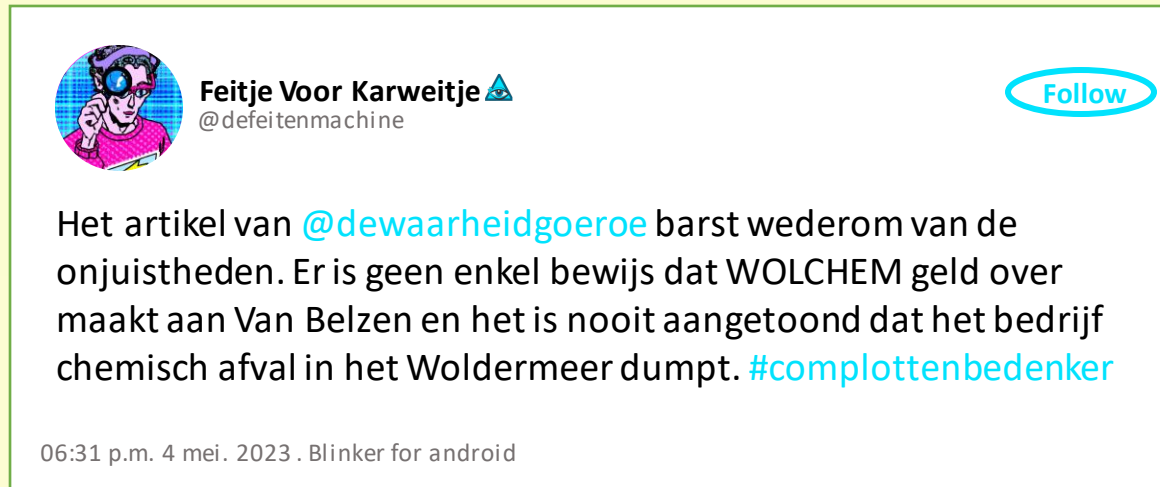 Feitje Voor Karweitje
@defeitenmachine
Follow
Het artikel van @dewaarheidgoeroe barst wederom van de
onjuistheden. Er is geen enkel bewijs dat WOLCHEM geld over
maakt aan Van Belzen en het is nooit aangetoond dat het bedrijf
chemisch afval in het Woldermeer dumpt. #complottenbedenker
06:31 p.m. 4 mei. 2023 . Blinker for android